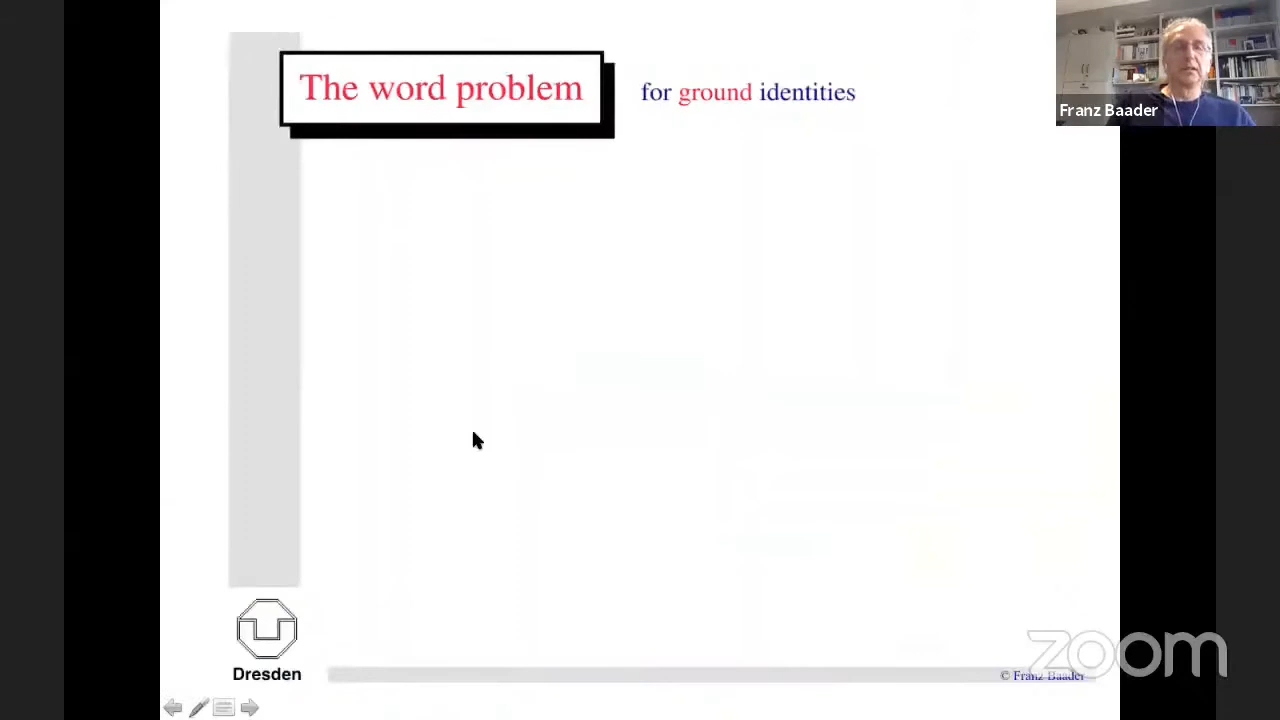 The word problem for ground identities
Franz Baader
Dresden
© Franz Baader
zoom